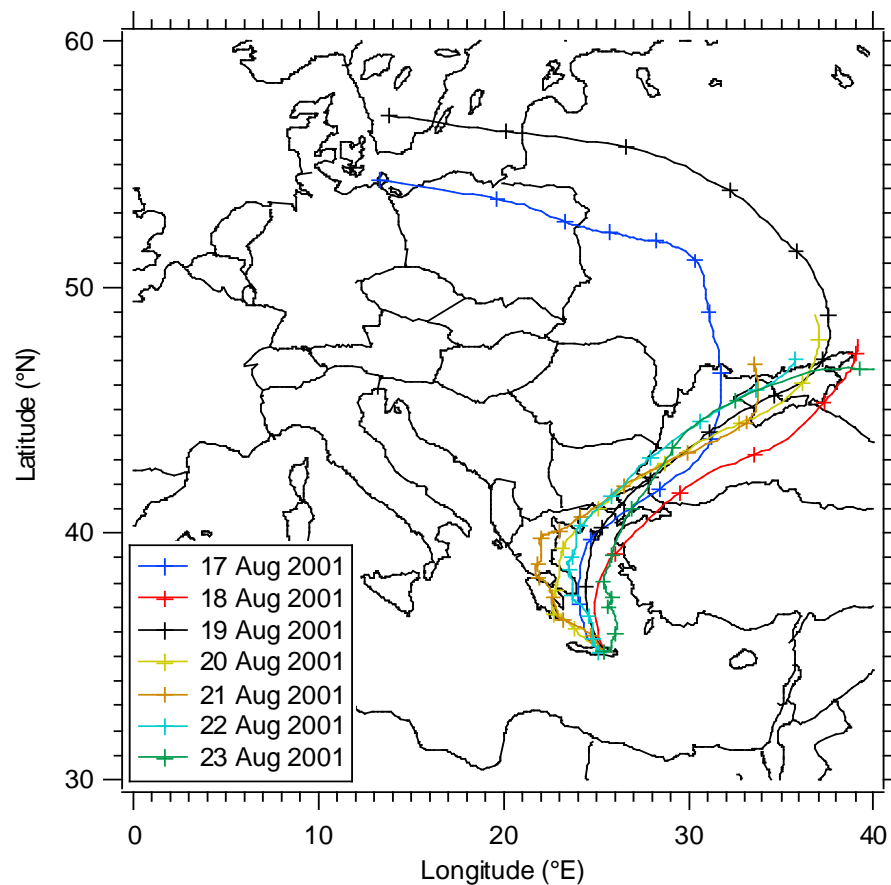 60
50
40
30
Latitude (°N)
17 Aug 2001
18 Aug 2001
19 Aug 2001
20 Aug 2001
21 Aug 2001
22 Aug 2001
23 Aug 2001
0 10 20 30 40
Longitude (°E)